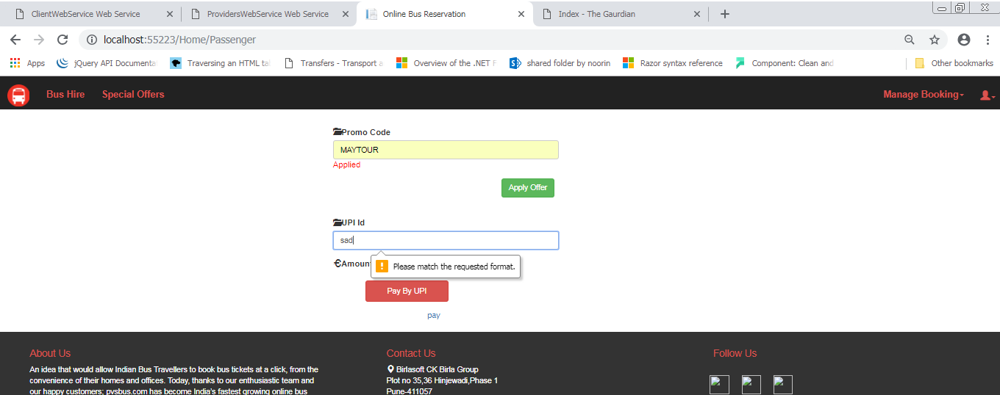 ClientWebService Web Service
ProvidersWebService Web Service
Online Bus Reservation
Index - The Gaurdian
localhost:55223/Home/Passenger
Apps
jQuery API Documenta
Traversing an HTML ta
Transfers - Transport a
Overview of the .NET F
shared folder by noorin
Razor syntax reference
Component: Clean and
Other bookmarks
Bus Hire
Special Offers
Manage Booking
Promo Code
MAYTOUR
Applied
Apply Offer
UPI Id
sad
Amount
Please match the requested format.
Pay By UPI
pay
About Us
An idea that would allow Indian Bus Travellers to book bus tickets at a click, from the
convenience of their homes and offices. Today, thanks to our enthusiastic team and
our happy customers; pvsbus.com has become India's fastest growing online bus
Contact Us
Birlasoft CK Birla Group
Plot no 35,36 Hinjewadi,Phase 1
Pune-411057
Follow Us